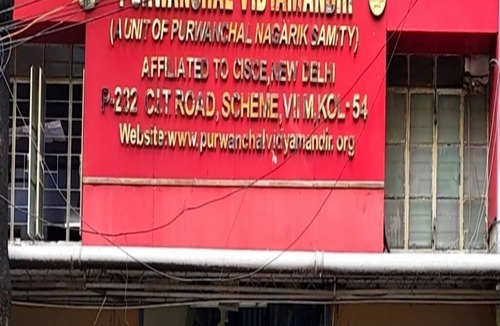 PURWANCHAL VIDYAMANDIR
(A UNIT OF PURWANCHAL NAGARIK SAMITY)
AFFILIATED TO CISCE, NEW DELHI
P-232 C.I.T ROAD, SCHEME, VII M, KOL- 54
Website:www.purwanchalvidyamandir.org